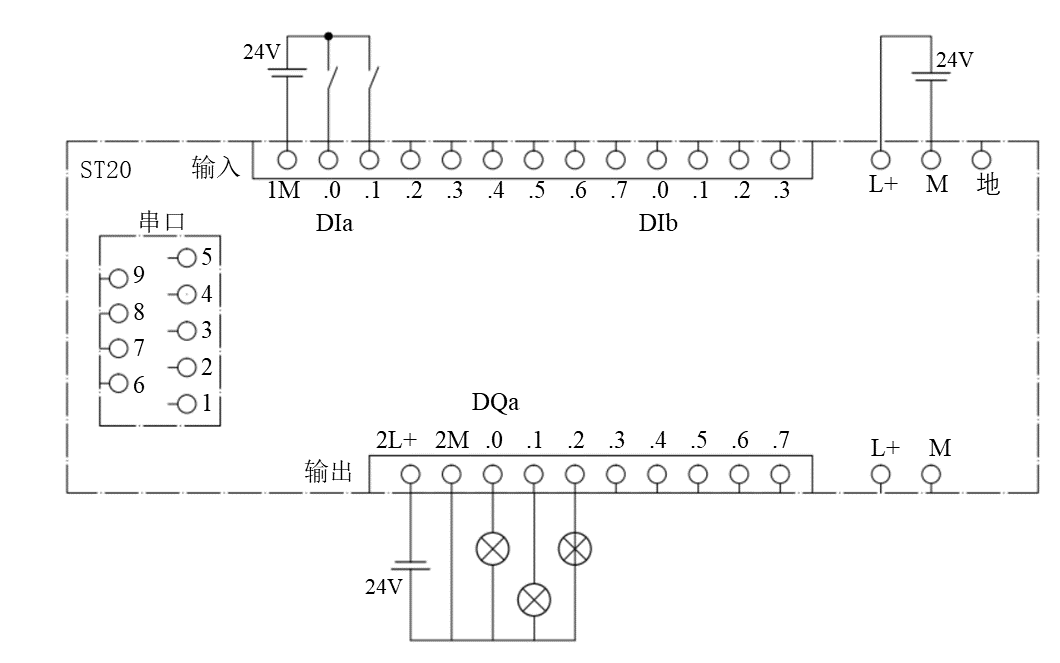 24V
24V
ST20
输入
1M .0 .1 .2 .3 .4 .5 .6 .7 .0 .1 .2 .3
L+ M 地
DIa
DIb
串口
5
9
4
8
3
7
2
6
1
DQa
2L+ 2M .0 .1 .2 .3 .4 .5 .6 .7
L+ M
输出
24V